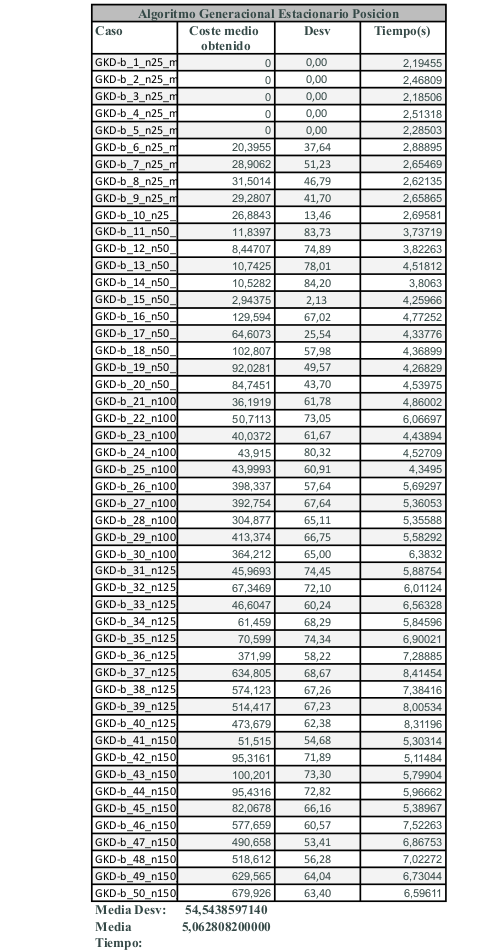 Algoritmo Generacional Estacionario Posicion
Caso Coste medio obtenido Desv Tiempo(s)
GKD-b_1_n25_m 0 0,00 2,19455
GKD-b_2_n25_m 0 0,00 2,46809
GKD-b_3_n25_m 0 0,00 2,18506
GKD-b_4_n25_m 0 0,00 2,51318
GKD-b_5_n25_m 0 0,00 2,28503
GKD-b_6_n25_m 20,3955 37,64 2,88895
GKD-b_7_n25_m 28,9062 51,23 2,65469
GKD-b_8_n25_m 31,5014 46,79 2,62135
GKD-b_9_n25_m 29,2807 41,70 2,65865
GKD-b_10_n25_ 26,8843 13,46 2,69581
GKD-b_11_n50_ 11,8397 83,73 3,73719
GKD-b_12_n50_ 8,44707 74,89 3,82263
GKD-b_13_n50_ 10,7425 78,01 4,51812
GKD-b_14_n50_ 10,5282 84,20 3,8063
GKD-b_15_n50_ 2,94375 2,13 4,25966
GKD-b_16_n50_ 129,594 67,02 4,77252
GKD-b_17_n50_ 64,6073 25,54 4,33776
GKD-b_18_n50_ 102,807 57,98 4,36899
GKD-b_19_n50_ 92,0281 49,57 4,26829
GKD-b_20_n50_ 84,7451 43,70 4,53975
GKD-b_21_n100 36,1919 61,78 4,86002
GKD-b_22_n100 50,7113 73,05 6,06697
GKD-b_23_n100 40,0372 61,67 4,43894
GKD-b_24_n100 43,915 80,32 4,52709
GKD-b_25_n100 43,9993 60,91 4,3495
GKD-b_26_n100 398,337 57,64 5,69297
GKD-b_27_n100 392,754 67,64 5,36053
GKD-b_28_n100 304,877 65,11 5,35588
GKD-b_29_n100 413,374 66,75 5,58292
GKD-b_30_n100 364,212 65,00 6,3832
GKD-b_31_n125 45,9693 74,45 5,88754
GKD-b_32_n125 67,3469 72,10 6,01124
GKD-b_33_n125 46,6047 60,24 6,56328
GKD-b_34_n125 61,459 68,29 5,84596
GKD-b_35_n125 70,599 74,34 6,90021
GKD-b_36_n125 371,99 58,22 7,28885
GKD-b_37_n125 634,805 68,67 8,41454
GKD-b_38_n125 574,123 67,26 7,38416
GKD-b_39_n125 514,417 67,23 8,00534
GKD-b_40_n125 473,679 62,38 8,31196
GKD-b_41_n150 51,515 54,68 5,30314
GKD-b_42_n150 95,3161 71,89 5,11484
GKD-b_43_n150 100,201 73,30 5,79904
GKD-b_44_n150 95,4316 72,82 5,96662
GKD-b_45_n150 82,0678 66,16 5,38967
GKD-b_46_n150 577,659 60,57 7,52263
GKD-b_47_n150 490,658 53,41 6,86753
GKD-b_48_n150 518,612 56,28 7,02272
GKD-b_49_n150 629,565 64,04 6,73044
GKD-b_50_n150 679,926 63,40 6,59611
Media Desv: 54,5438597140
Media 5,062808200000
Tiempo: